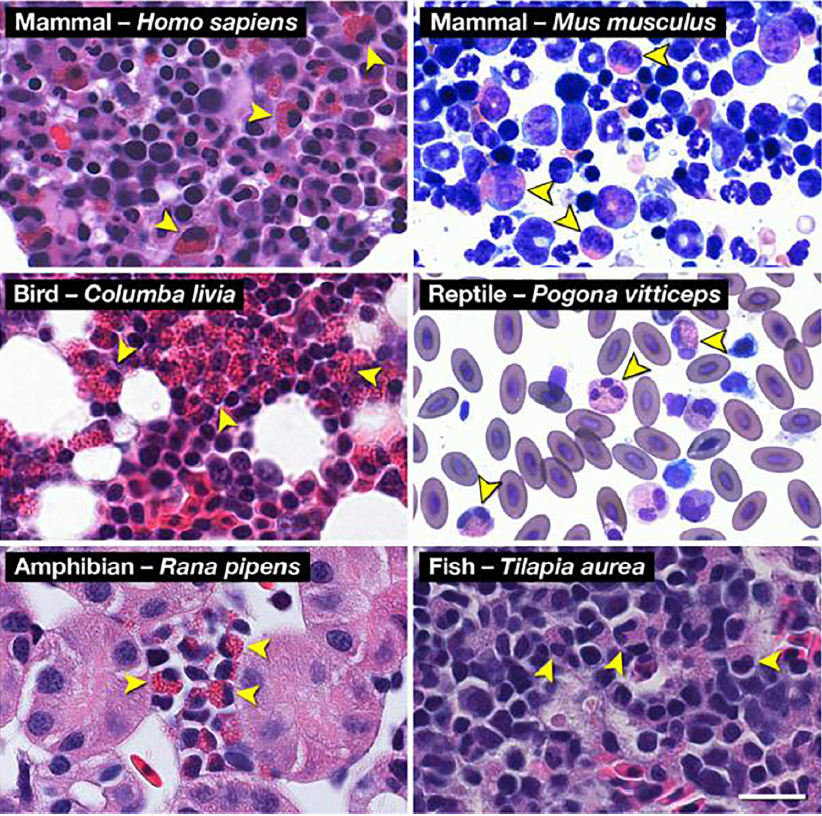 Mammal – Homo sapiens
Mammal – Mus musculus
Bird – Columba livia
Reptile – Pogona vitticeps
Amphibian – Rana pipens
Fish – Tilapia aurea